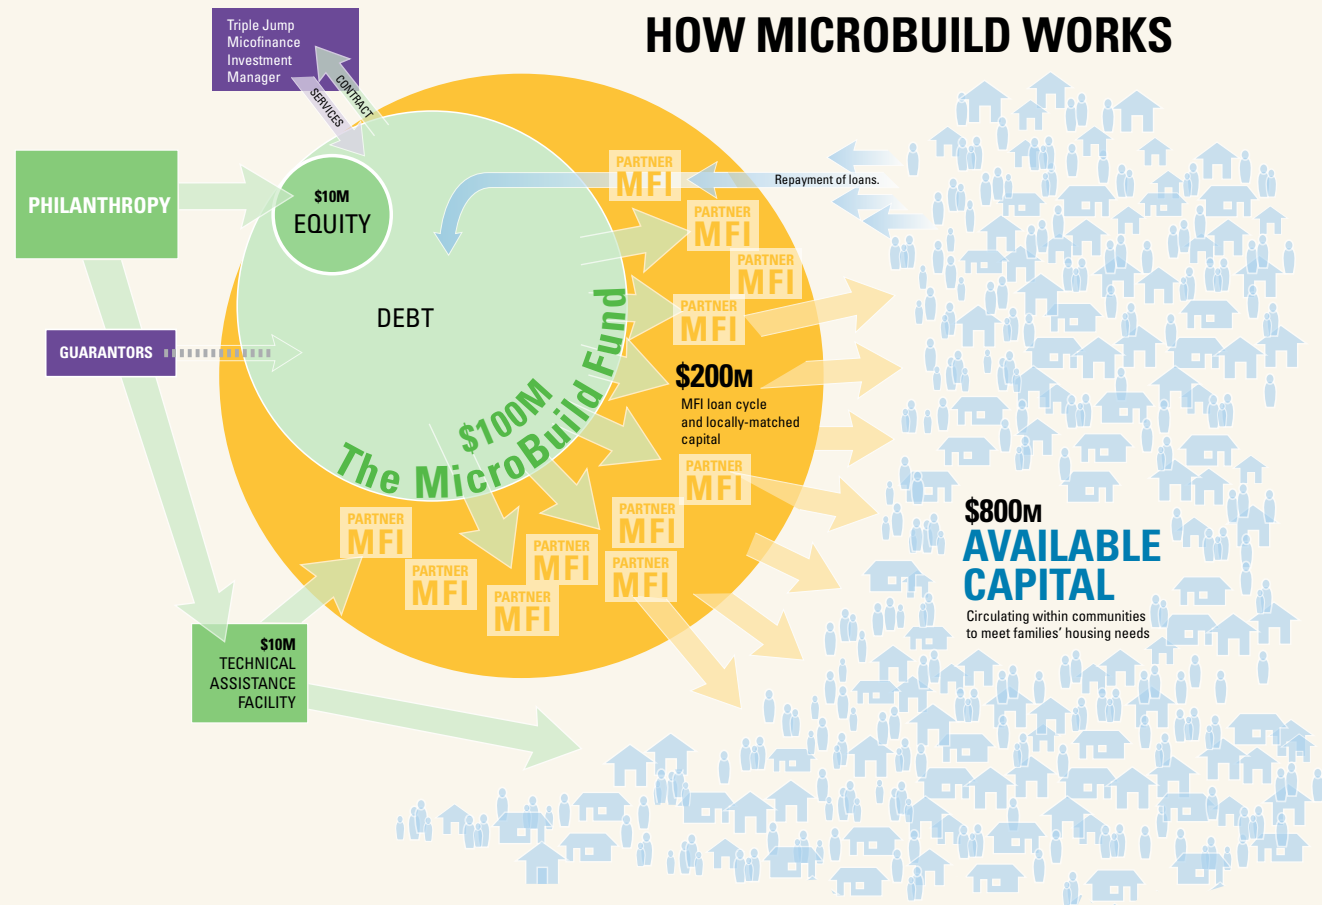 HOW MICROBUILD WORKS
Triple Jump
Micofinance
Investment
Manager
CONTRACT
SERVICES
PHILANTHROPY
$10M
EQUITY
GUARANTORS
DEBT
$100M
The MicroBuild Fund
PARTNER
MFI
Repayment of loans.
PARTNER
MFI
PARTNER
MFI
PARTNER
MFI
$200M
MFI loan cycle
and locally-matched
capital
PARTNER
MFI
PARTNER
MFI
PARTNER
MFI
PARTNER
MFI
PARTNER
MFI
PARTNER
MFI
PARTNER
MFI
$800M
AVAILABLE
CAPITAL
Circulating within communities
to meet families’ housing needs
$10M
TECHNICAL
ASSISTANCE
FACILITY